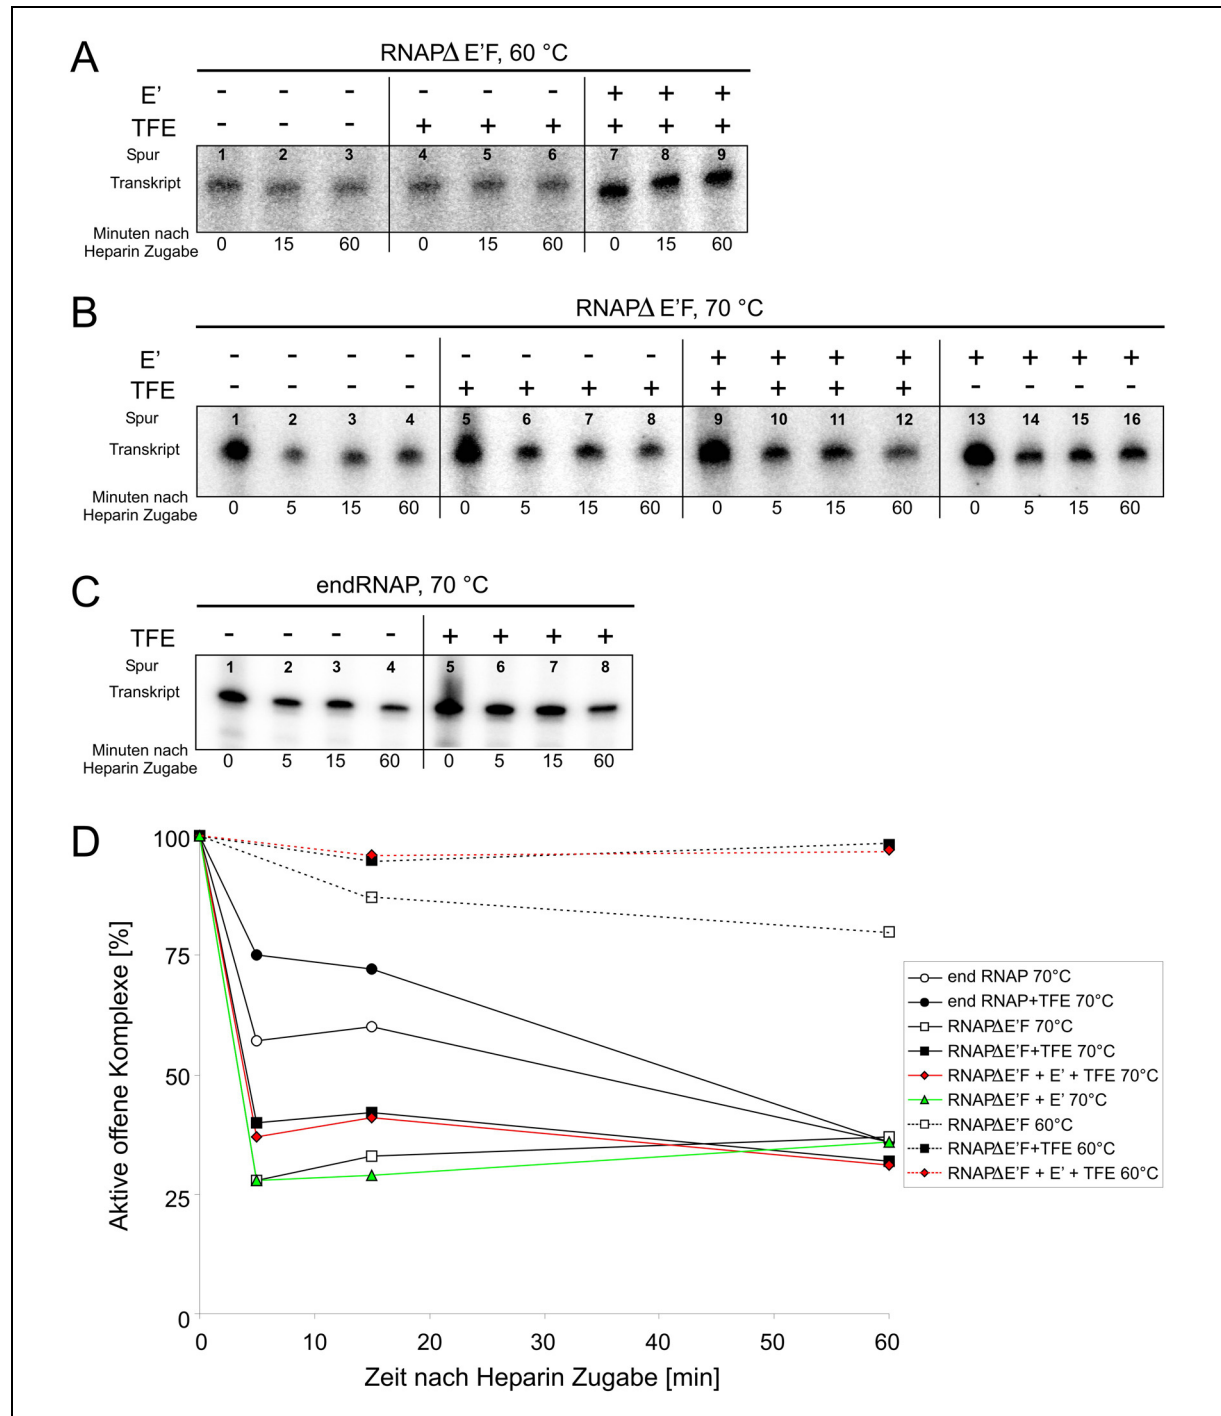 A
RNAPΔ E'F, 60 °C
E' - - - - - - + + +
TFE - - - + + + + + +
Spur 1 2 3 4 5 6 7 8 9
Transkript
Minuten nach
Heparin Zugabe 0 15 60 0 15 60 0 15 60
B
RNAPΔ E'F, 70 °C
E' - - - - - - - - + + + + + + + +
TFE - - - - + + + + + + + + - - - -
Spur 1 2 3 4 5 6 7 8 9 10 11 12 13 14 15 16
Transkript
Minuten nach
Heparin Zugabe 0 5 15 60 0 5 15 60 0 5 15 60 0 5 15 60
C
endRNAP, 70 °C
TFE - - - - + + + +
Spur 1 2 3 4 5 6 7 8
Transkript
Minuten nach
Heparin Zugabe 0 5 15 60 0 5 15 60
D
Aktive offene Komplexe [%]
100
75
50
25
0
0 10 20 30 40 50 60
Zeit nach Heparin Zugabe [min]
end RNAP 70°C
end RNAP+TFE 70°C
RNAPΔE'F 70°C
RNAPΔE'F+TFE 70°C
RNAPΔE'F + E' + TFE 70°C
RNAPΔE'F + E' 70°C
RNAPΔE'F 60°C
RNAPΔE'F+TFE 60°C
RNAPΔE'F + E' + TFE 60°C